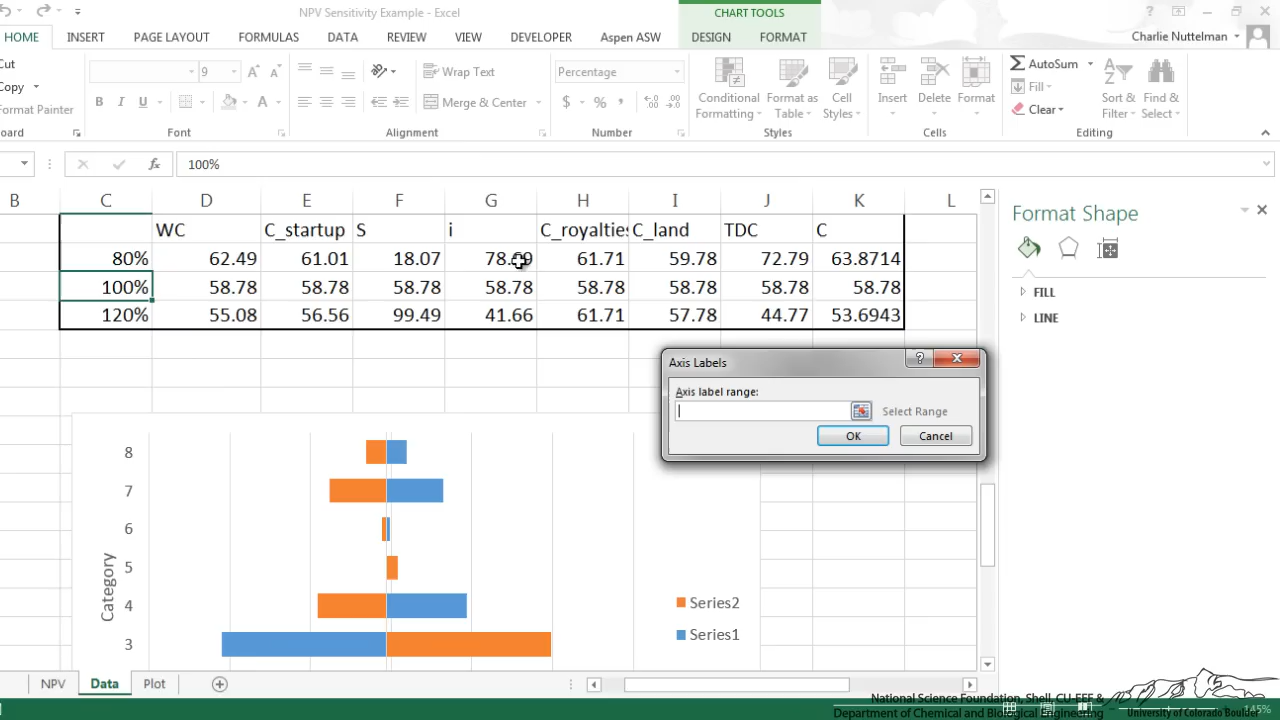 NPV Sensitivity Example - Excel
CHART TOOLS
?
HOME
INSERT
PAGE LAYOUT
FORMULAS
DATA
REVIEW
VIEW
DEVELOPER
Aspen ASW
DESIGN
FORMAT
Charlie Nuttelman
Cut
Copy
Format Painter
9
A A
Wrap Text
Percentage
B I U
A
Merge & Center
$ % ,
Conditional
Formatting
Format as
Table
Cell
Styles
Insert
Delete
Format
AutoSum
Fill
Clear
Sort &
Filter
Find &
Select
board
Font
Alignment
Number
Styles
Cells
Editing
fx
100%
B C D E F G H I J K L
WC C_startup S i C_royalties C_land TDC C
80% 62.49 61.01 18.07 61.71 59.78 72.79 63.8714
100% 58.78 58.78 58.78 58.78 58.78 58.78 58.78 58.78
120% 55.08 56.56 99.49 41.66 61.71 57.78 44.77 53.6943
Format Shape
FILL
LINE
Axis Labels
?
Axis label range:
Select Range
OK
Cancel
8
7
6
5
4
3
Category
Series2
Series1
NPV
Data
Plot
National Science Foundation, Shell, CU-EEF &
Department of Chemical and Biological Engineering
University of Colorado Boulder
145%